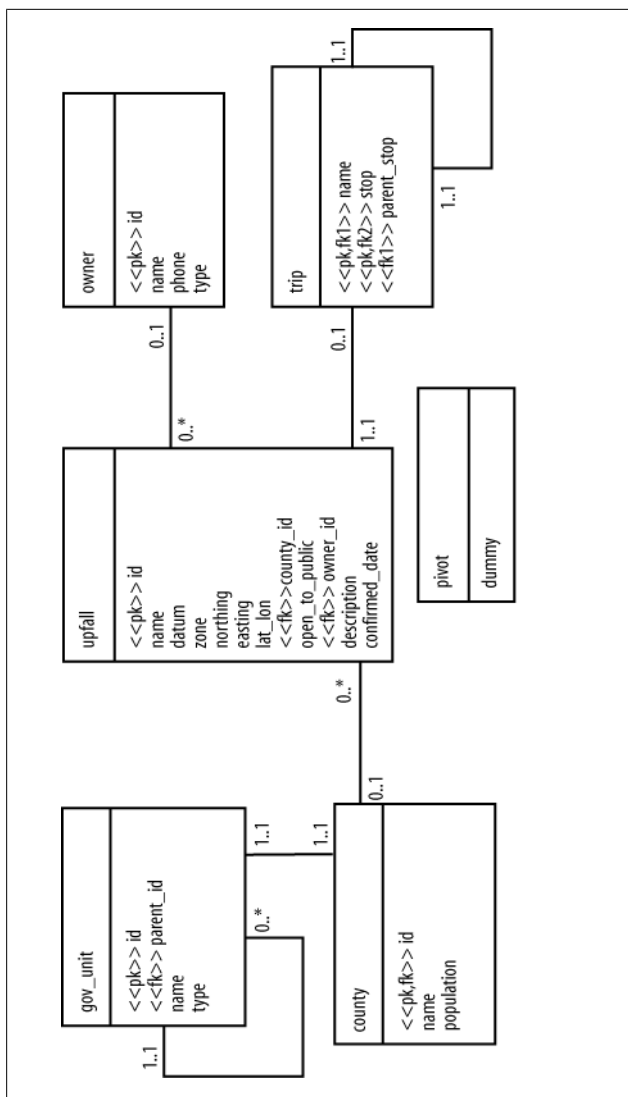 gov_unit
<<pk>> id
<<fk>> parent_id
name
type
1..1
0..*
1..1
1..1
county
<<pk,fk>> id
name
population
0..1
0..*
upfall
<<pk>> id
name
datum
zone
northing
easting
lat_lon
<<fk>>county_id
open_to_public
<<fk>> owner_id
description
confirmed_date
0..*
0..1
owner
<<pk>> id
name
phone
type
1..1
0..1
trip
<<pk,fk1>> name
<<pk,fk2>> stop
<<fk1>> parent_stop
1..1
1..1
pivot
dummy